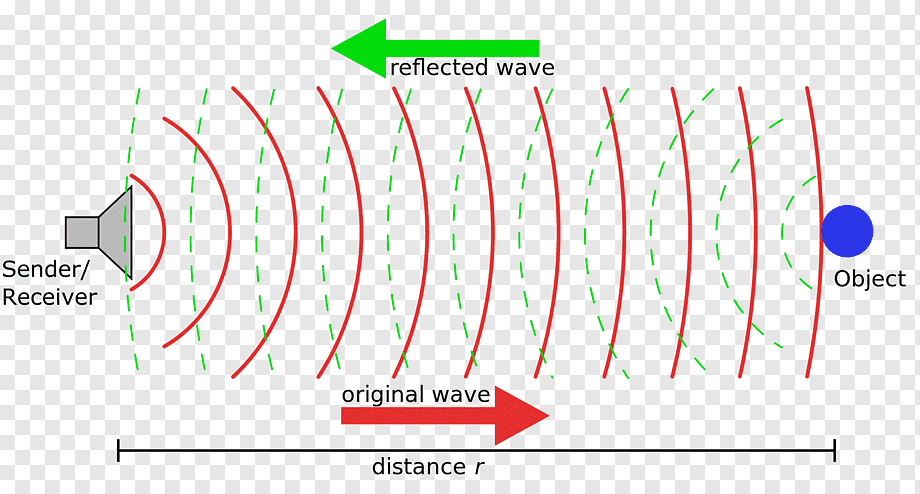 reflected wave
Sender/
Receiver
Object
original wave
distance r